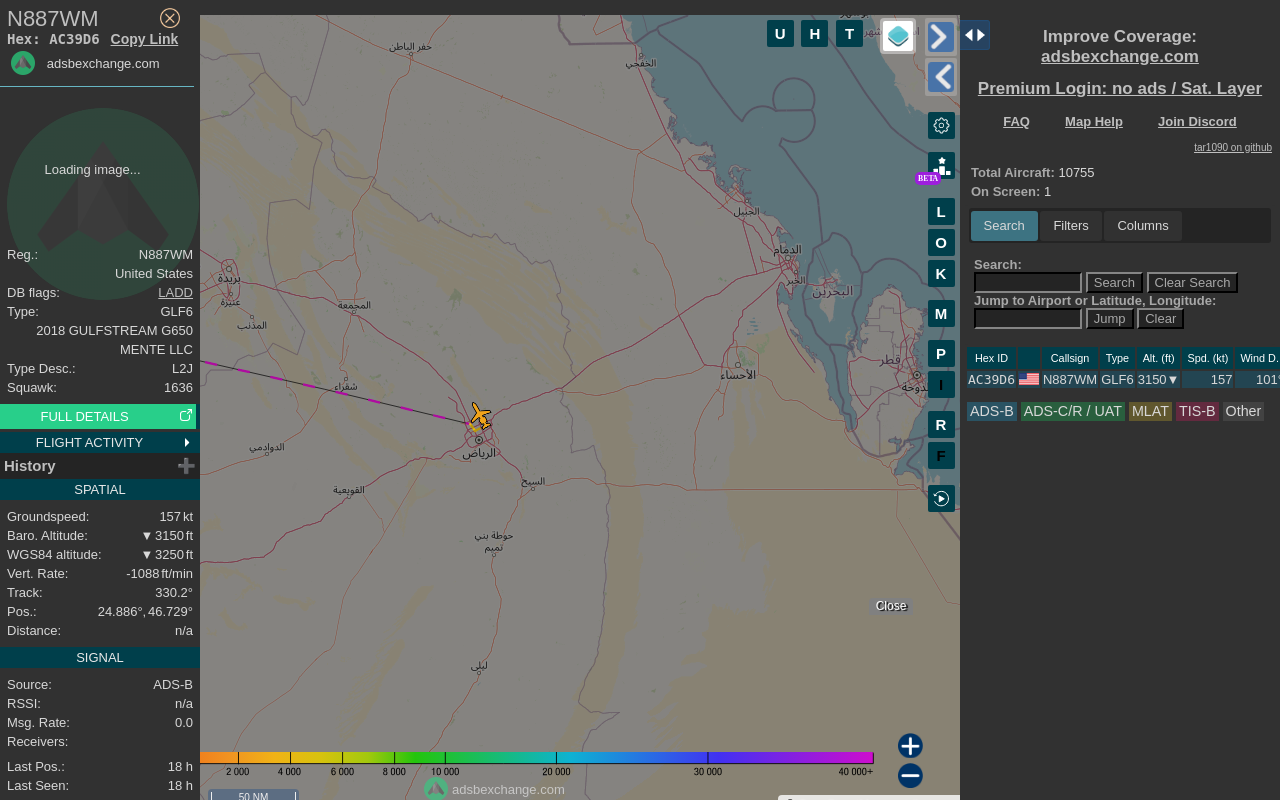 N887WM
Hex: AC39D6 Copy Link
adsbexchange.com
Loading image...
Reg.: N887WM
United States
DB flags: LADD
Type: GLF6
2018 GULFSTREAM G650
MENTE LLC
Type Desc.: L2J
Squawk: 1636
FULL DETAILS
FLIGHT ACTIVITY
History
SPATIAL
Groundspeed: 157 kt
Baro. Altitude: ▼ 3150 ft
WGS84 altitude: ▼ 3250 ft
Vert. Rate: -1088 ft/min
Track: 330.2°
Pos.: 24.886°, 46.729°
Distance: n/a
SIGNAL
Source: ADS-B
RSSI: n/a
Msg. Rate: 0.0
Receivers:
Last Pos.: 18 h
Last Seen: 18 h
U H T
حفر الباطن
الخفجي
الجبيل
الدمام
الخبر
البحرين
قطر
الدوحة
بريدة
عنيزة
المذنب
المجمعة
شقراء
الأحساء
الرياض
الدوادمي
القويعية
السيح
حوطة بني
تميم
ليلى
BETA
L
O
K
M
P
I
R
F
Close
2 000 4 000 6 000 8 000 10 000 20 000 30 000 40 000+
adsbexchange.com
50 NM
Improve Coverage:
adsbexchange.com
Premium Login: no ads / Sat. Layer
FAQ Map Help Join Discord
tar1090 on github
Total Aircraft: 10755
On Screen: 1
Search Filters Columns
Search:
Search Clear Search
Jump to Airport or Latitude, Longitude:
Jump Clear
Hex ID Callsign Type Alt. (ft) Spd. (kt) Wind D.
AC39D6 N887WM GLF6 3150▼ 157 101°
ADS-B ADS-C/R / UAT MLAT TIS-B Other